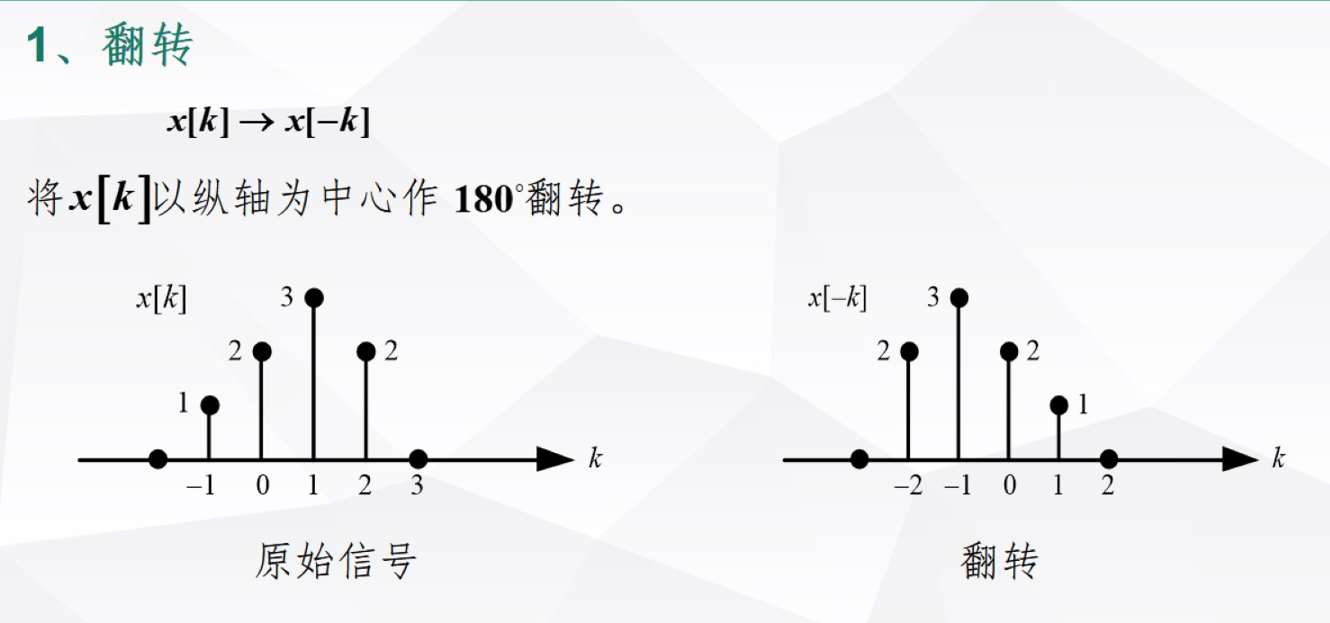 1、翻转
x[k] → x[−k]
将x[k]以纵轴为中心作 180°翻转。
x[k]
3
2
2
1
k
–1 0 1 2 3
原始信号
x[–k]
3
2
2
1
k
–2 –1 0 1 2
翻转